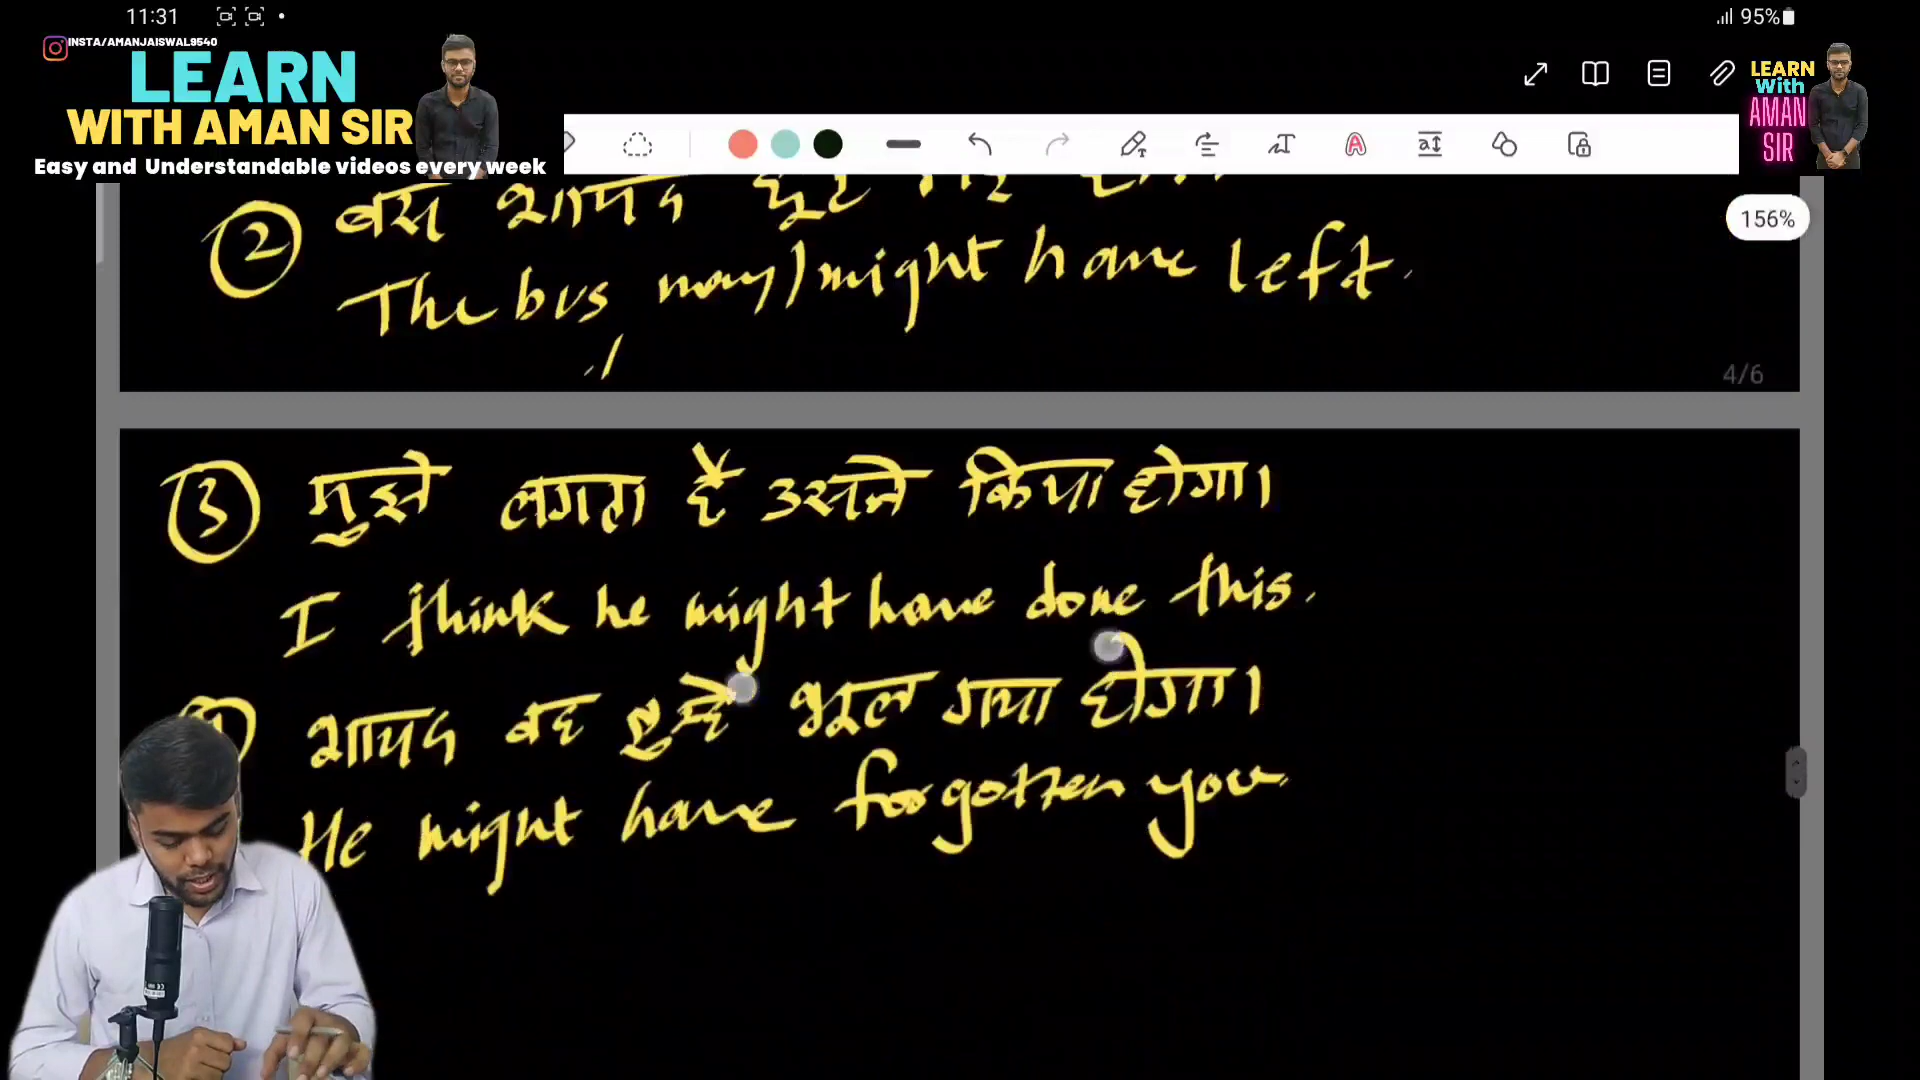 11:31
95%
INSTA/AMANJAISWAL9540
LEARN
WITH AMAN SIR
Easy and Understandable videos every week
LEARN
With
AMAN
SIR
156%
② बस शायद
The bus may/might have left.
4/6
③ मुझे लगता है उसने किया होगा।
I think he might have done this.
शायद वह तुम्हें भूल गया होगा।
He might have forgotten you.